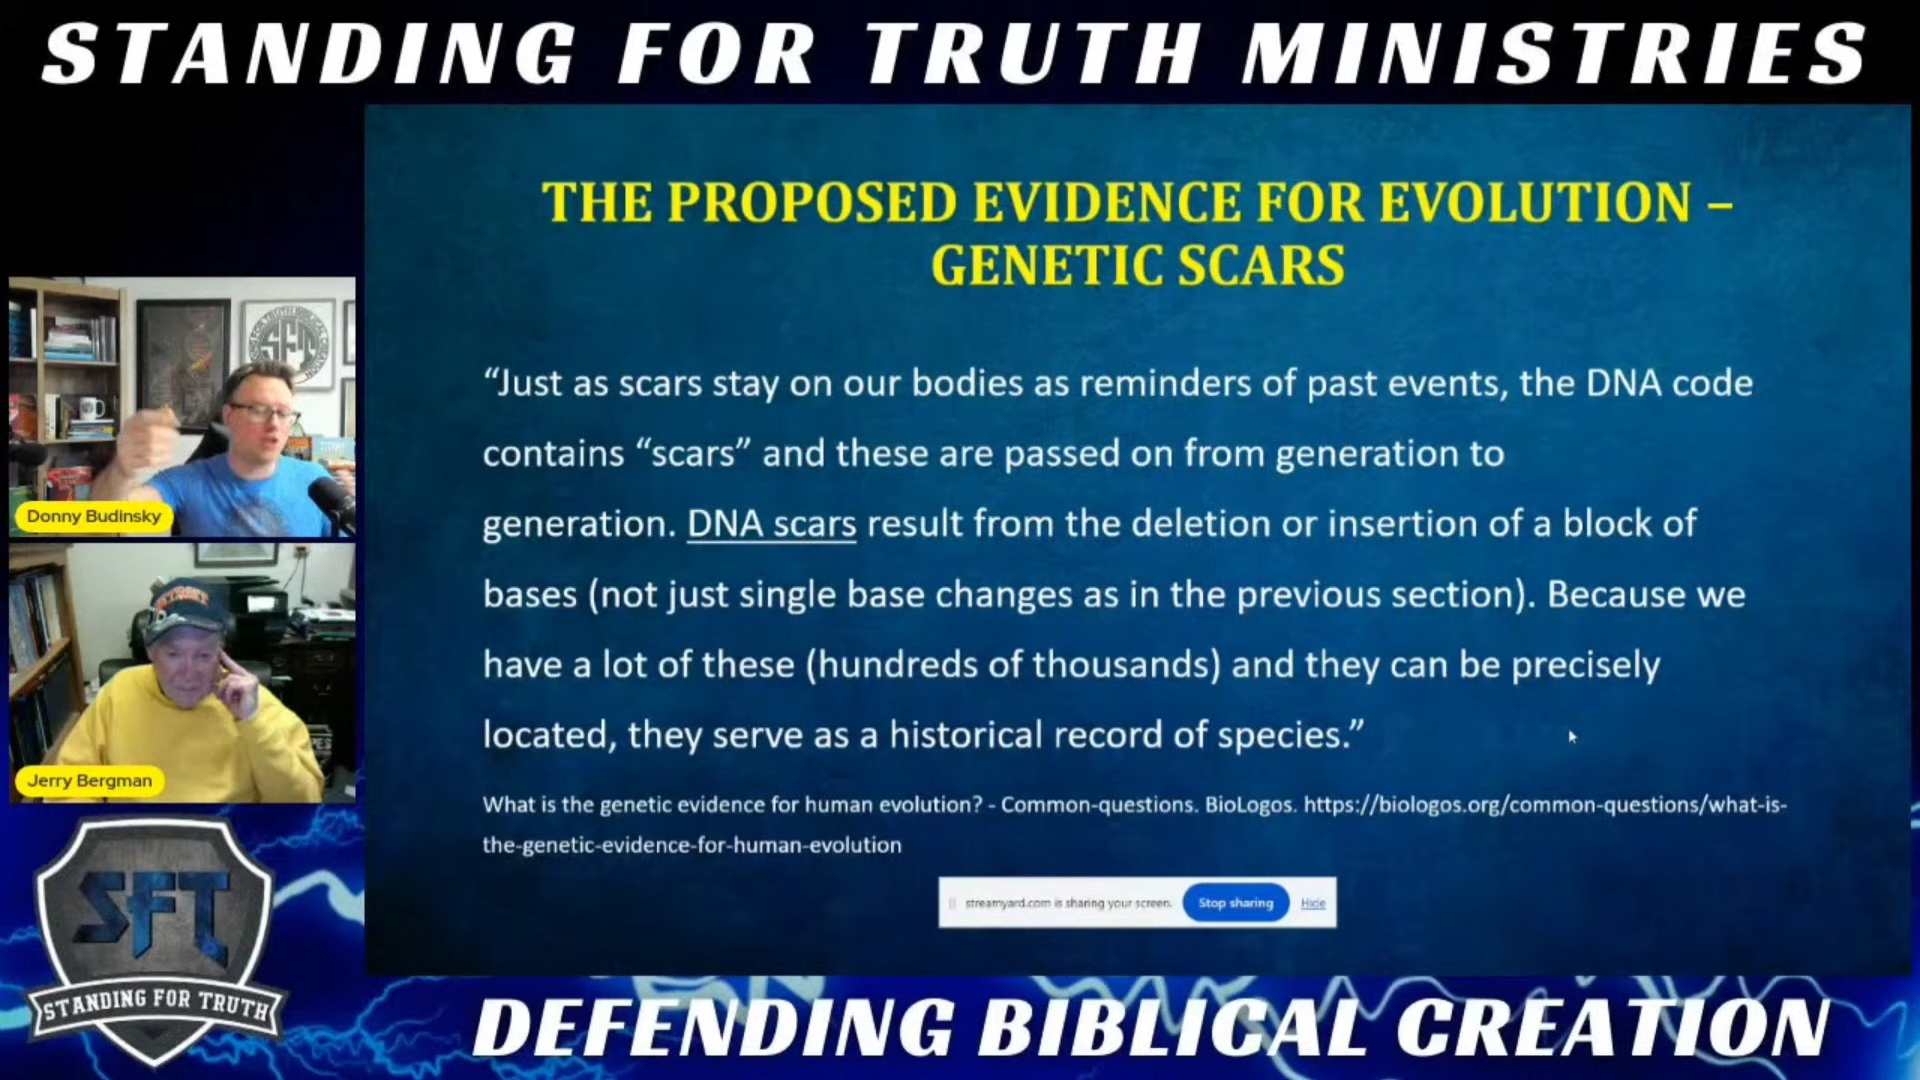 STANDING FOR TRUTH MINISTRIES
THE PROPOSED EVIDENCE FOR EVOLUTION –
GENETIC SCARS
“Just as scars stay on our bodies as reminders of past events, the DNA code
contains “scars” and these are passed on from generation to
generation. DNA scars result from the deletion or insertion of a block of
bases (not just single base changes as in the previous section). Because we
have a lot of these (hundreds of thousands) and they can be precisely
located, they serve as a historical record of species.”
What is the genetic evidence for human evolution? - Common-questions. BioLogos. https://biologos.org/common-questions/what-is-
the-genetic-evidence-for-human-evolution
streamyard.com is sharing your screen. Stop sharing Hide
SFT
Donny Budinsky
DETROIT
Jerry Bergman
SFT
STANDING FOR TRUTH
DEFENDING BIBLICAL CREATION